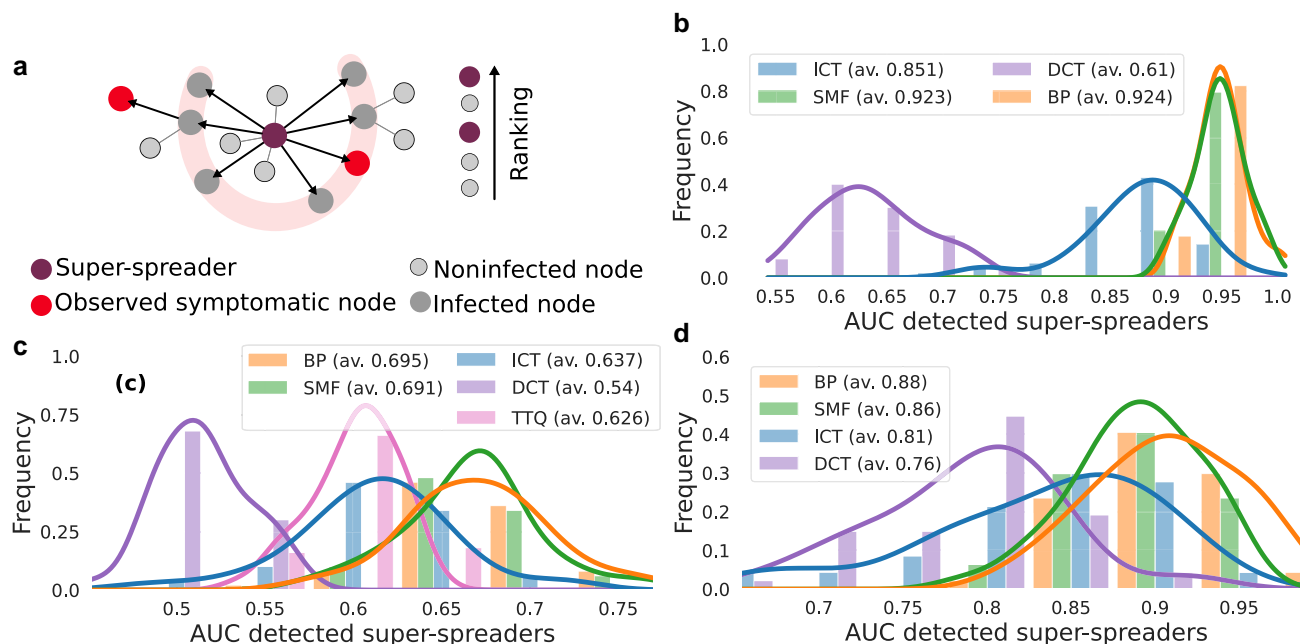 a
Ranking
Super-spreader
Noninfected node
Observed symptomatic node
Infected node
b
1.0
0.8
0.6
0.4
0.2
0.0
Frequency
ICT (av. 0.851)
DCT (av. 0.61)
SMF (av. 0.923)
BP (av. 0.924)
0.55 0.6 0.65 0.7 0.75 0.8 0.85 0.9 0.95 1.0
AUC detected super-spreaders
c
(c)
1.0
0.75
0.5
0.25
0.0
Frequency
BP (av. 0.695)
ICT (av. 0.637)
SMF (av. 0.691)
DCT (av. 0.54)
TTQ (av. 0.626)
0.5 0.55 0.6 0.65 0.7 0.75
AUC detected super-spreaders
d
0.6
0.5
0.4
0.3
0.2
0.1
0.0
Frequency
BP (av. 0.88)
SMF (av. 0.86)
ICT (av. 0.81)
DCT (av. 0.76)
0.7 0.75 0.8 0.85 0.9 0.95
AUC detected super-spreaders